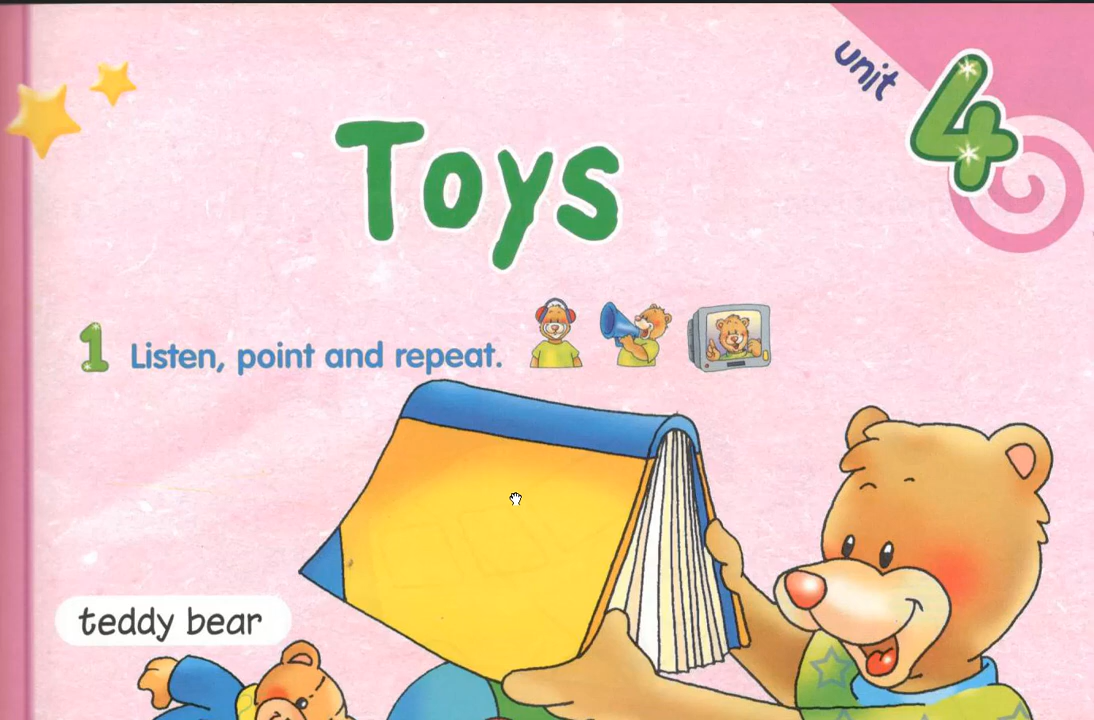 unit 4
Toys
1 Listen, point and repeat.
teddy bear